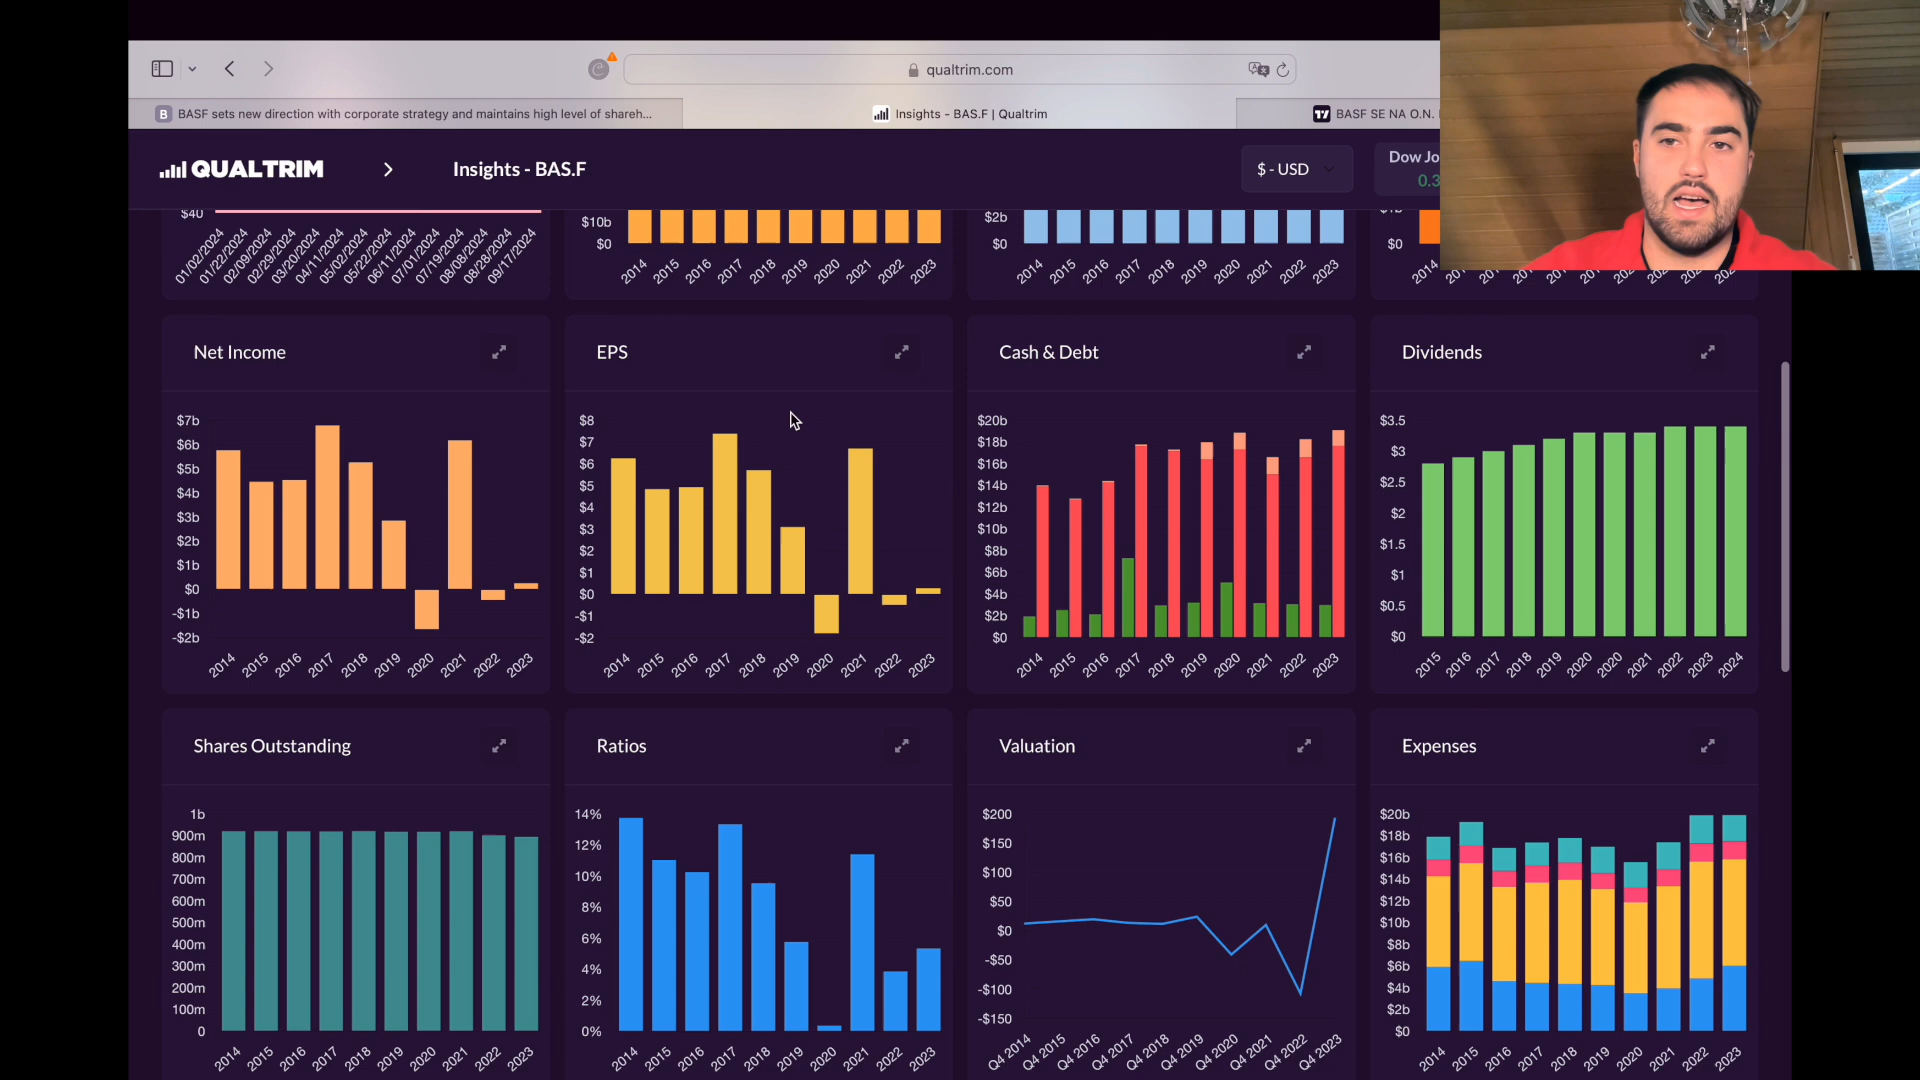 qualtrim.com
B BASF sets new direction with corporate strategy and maintains high level of shareh...
Insights - BAS.F | Qualtrim
BASF SE NA O.N.
QUALTRIM
Insights - BAS.F
$ - USD
Dow Jo
0.3
$40
01/02/2024 01/22/2024 02/09/2024 02/29/2024 03/20/2024 04/11/2024 05/02/2024 05/22/2024 06/11/2024 07/01/2024 07/19/2024 08/08/2024 08/28/2024 09/17/2024
$10b
$0
2014 2015 2016 2017 2018 2019 2020 2021 2022 2023
$2b
$0
2014 2015 2016 2017 2018 2019 2020 2021 2022 2023
$0
2014
Net Income
$7b
$6b
$5b
$4b
$3b
$2b
$1b
$0
-$1b
-$2b
2014 2015 2016 2017 2018 2019 2020 2021 2022 2023
EPS
$8
$7
$6
$5
$4
$3
$2
$1
$0
-$1
-$2
2014 2015 2016 2017 2018 2019 2020 2021 2022 2023
Cash & Debt
$20b
$18b
$16b
$14b
$12b
$10b
$8b
$6b
$4b
$2b
$0
2014 2015 2016 2017 2018 2019 2020 2021 2022 2023
Dividends
$3.5
$3
$2.5
$2
$1.5
$1
$0.5
$0
2015 2016 2017 2018 2019 2020 2020 2021 2022 2023 2024
Shares Outstanding
1b
900m
800m
700m
600m
500m
400m
300m
200m
100m
0
2014 2015 2016 2017 2018 2019 2020 2021 2022 2023
Ratios
14%
12%
10%
8%
6%
4%
2%
0%
2014 2015 2016 2017 2018 2019 2020 2021 2022 2023
Valuation
$200
$150
$100
$50
$0
-$50
-$100
-$150
Q4 2014 Q4 2015 Q4 2016 Q4 2017 Q4 2018 Q4 2019 Q4 2020 Q4 2021 Q4 2022 Q4 2023
Expenses
$20b
$18b
$16b
$14b
$12b
$10b
$8b
$6b
$4b
$2b
$0
2014 2015 2016 2017 2018 2019 2020 2021 2022 2023